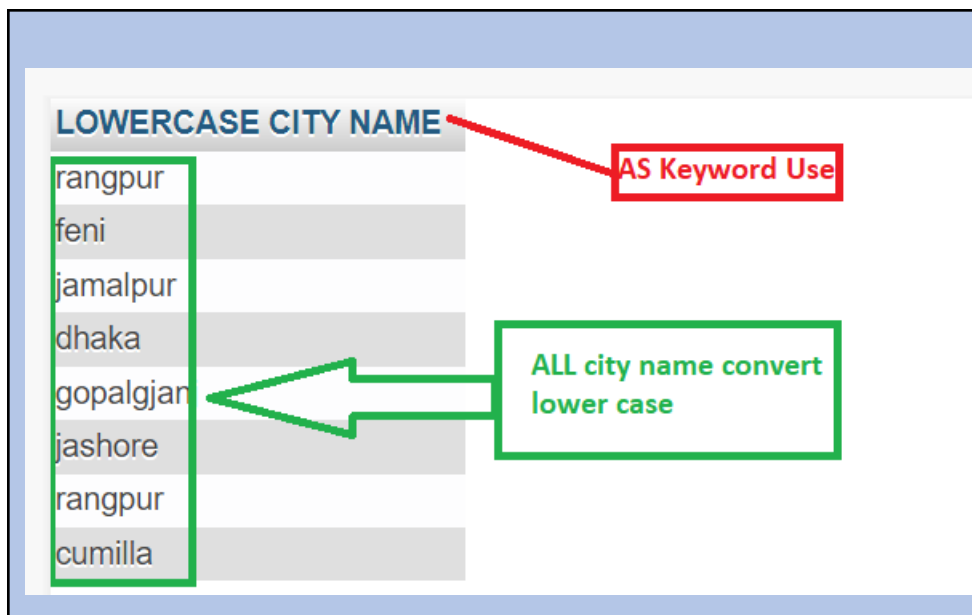 LOWERCASE CITY NAME
AS Keyword Use
rangpur
feni
jamalpur
dhaka
gopalgjan
jashore
rangpur
cumilla
ALL city name convert
lower case